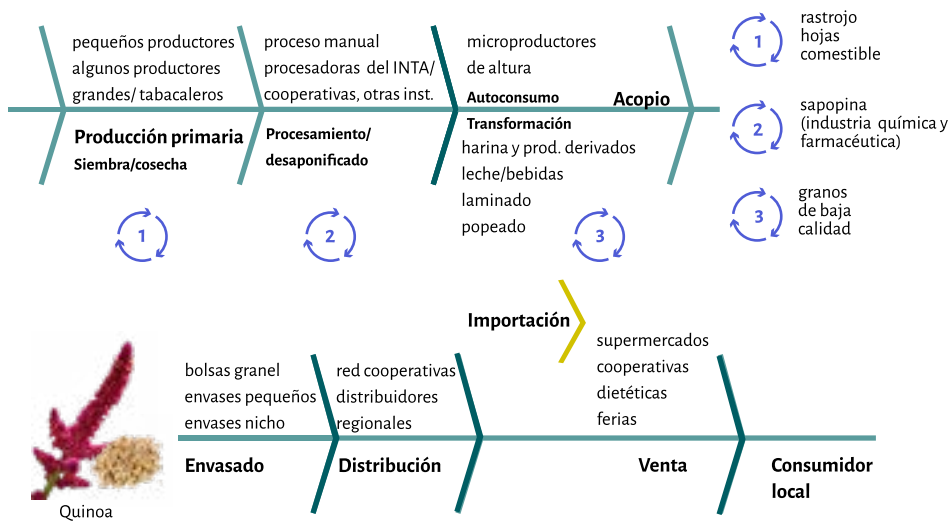 pequeños productores
algunos productores
grandes/ tabacaleros
Producción primaria
Siembra/cosecha
1
proceso manual
procesadoras del INTA/
cooperativas, otras inst.
Procesamiento/
desaponificado
2
microproductores
de altura
Autoconsumo
Transformación
harina y prod. derivados
leche/bebidas
laminado
popeado
3
Acopio
1
rastrojo
hojas
comestible
2
sapopina
(industria química y
farmacéutica)
3
granos
de baja
calidad
Importación
Quinoa
bolsas granel
envases pequeños
envases nicho
Envasado
red cooperativas
distribuidores
regionales
Distribución
supermercados
cooperativas
dietéticas
ferias
Venta
Consumidor
local